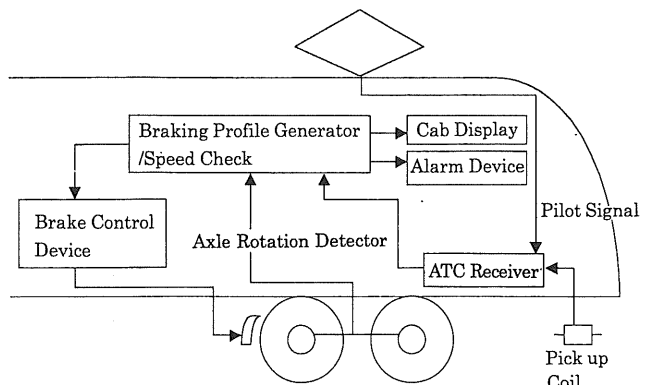 Braking Profile Generator
/Speed Check
Cab Display
Alarm Device
Brake Control
Device
Axle Rotation Detector
Pilot Signal
ATC Receiver
Pick up
Coil